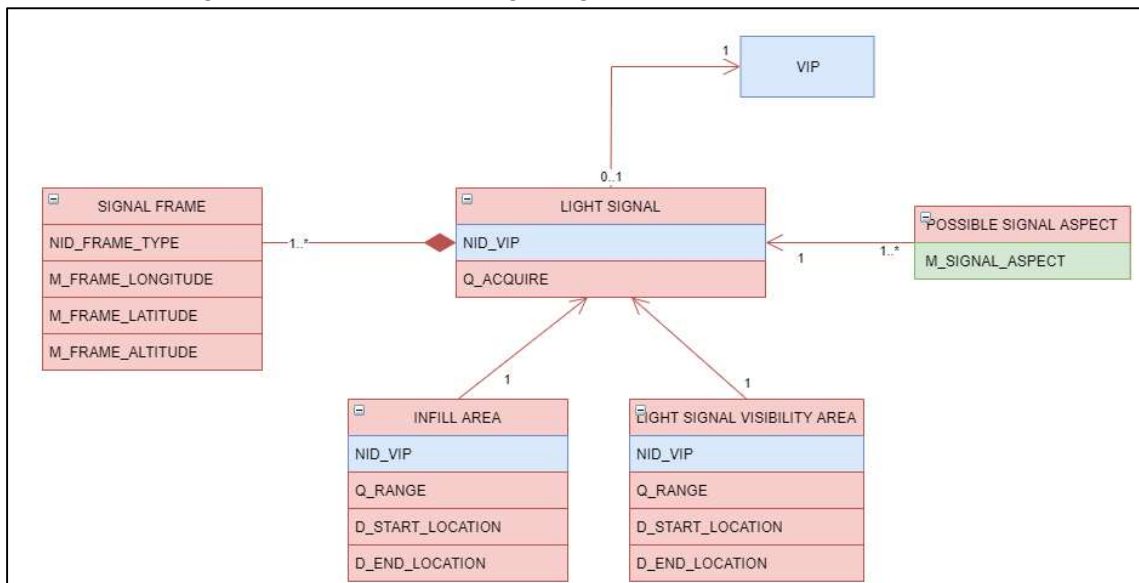 1
VIP
0..1
SIGNAL FRAME
NID_FRAME_TYPE
M_FRAME_LONGITUDE
M_FRAME_LATITUDE
M_FRAME_ALTITUDE
1..*
LIGHT SIGNAL
NID_VIP
Q_ACQUIRE
1
1..*
POSSIBLE SIGNAL ASPECT
M_SIGNAL_ASPECT
1
1
INFILL AREA
NID_VIP
Q_RANGE
D_START_LOCATION
D_END_LOCATION
LIGHT SIGNAL VISIBILITY AREA
NID_VIP
Q_RANGE
D_START_LOCATION
D_END_LOCATION